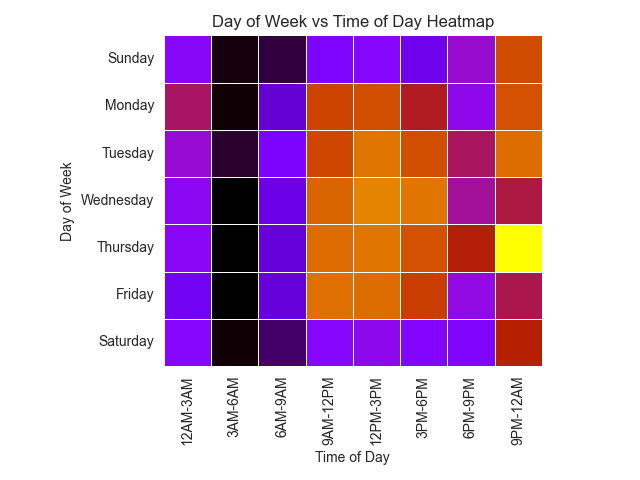 Day of Week vs Time of Day Heatmap
Sunday
Monday
Tuesday
Wednesday
Thursday
Friday
Saturday
Day of Week
12AM-3AM
3AM-6AM
6AM-9AM
9AM-12PM
12PM-3PM
3PM-6PM
6PM-9PM
9PM-12AM
Time of Day